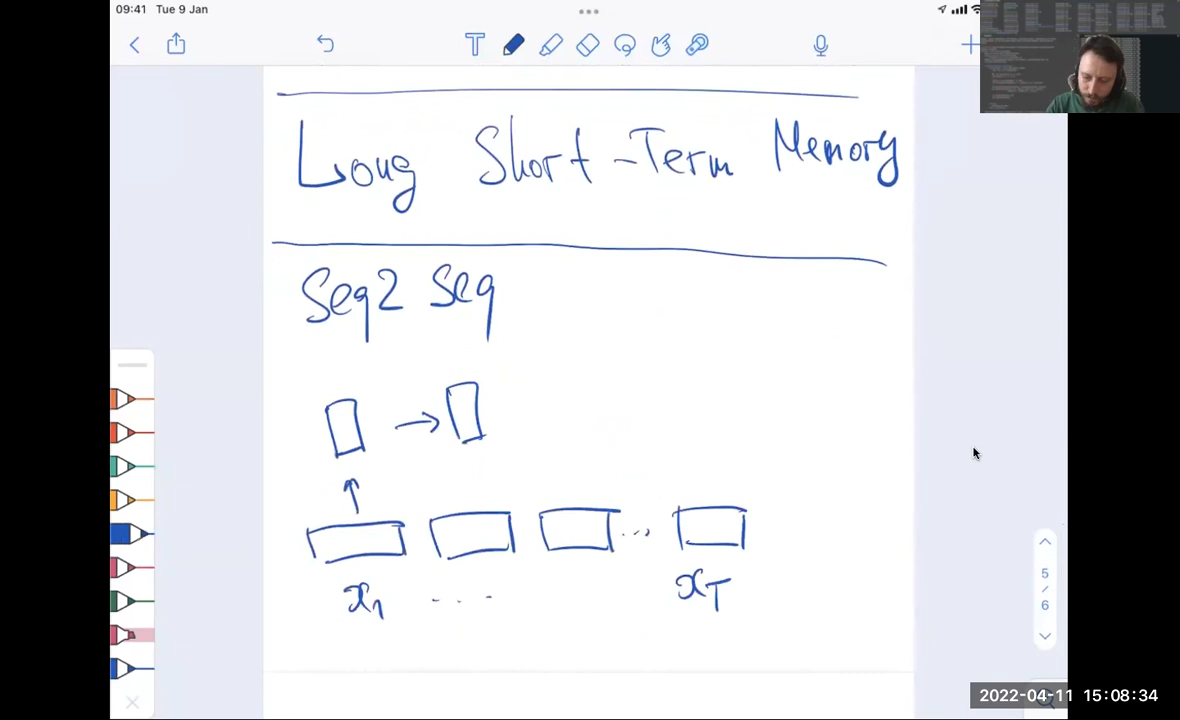 09:41 Tue 9 Jan
Long Short-Term Memory
Seq2 Seq
x1 .... xT
5
/
6
2022-04-11 15:08:34